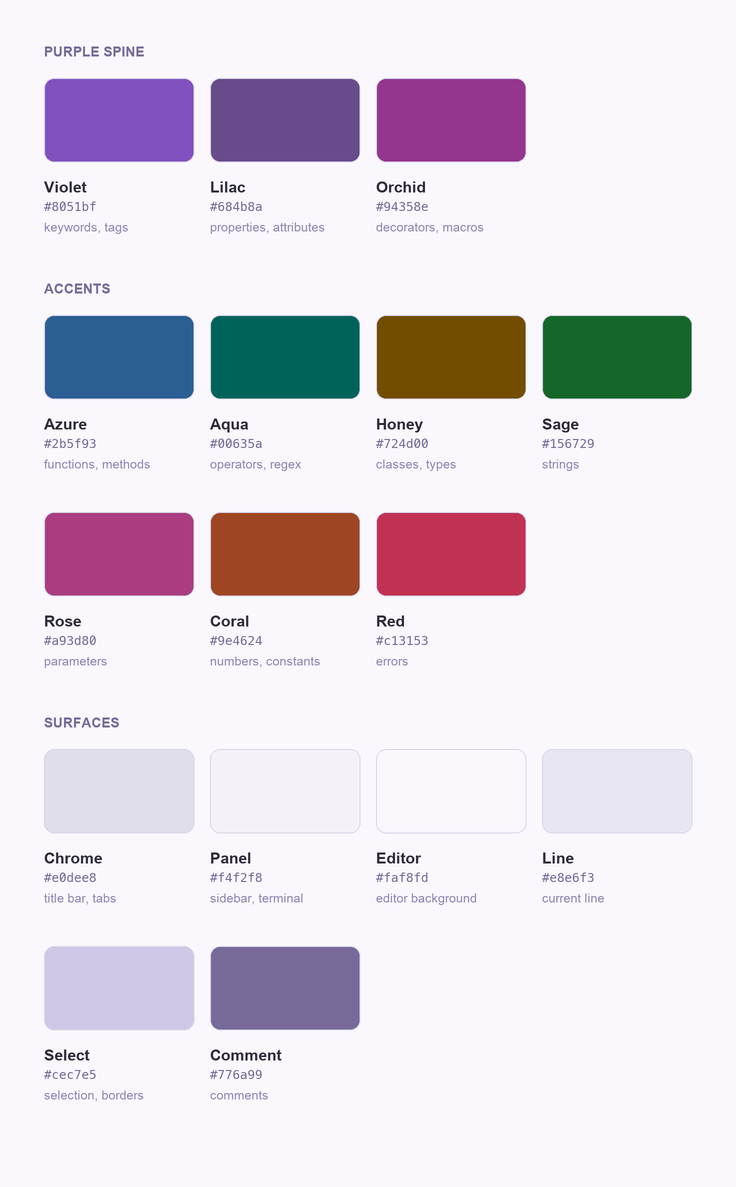 PURPLE SPINE
Violet
#8051bf
keywords, tags
Lilac
#684b8a
properties, attributes
Orchid
#94358e
decorators, macros
ACCENTS
Azure
#2b5f93
functions, methods
Aqua
#00635a
operators, regex
Honey
#724d00
classes, types
Sage
#156729
strings
Rose
#a93d80
parameters
Coral
#9e4624
numbers, constants
Red
#c13153
errors
SURFACES
Chrome
#e0dee8
title bar, tabs
Panel
#f4f2f8
sidebar, terminal
Editor
#faf8fd
editor background
Line
#e8e6f3
current line
Select
#cec7e5
selection, borders
Comment
#776a99
comments